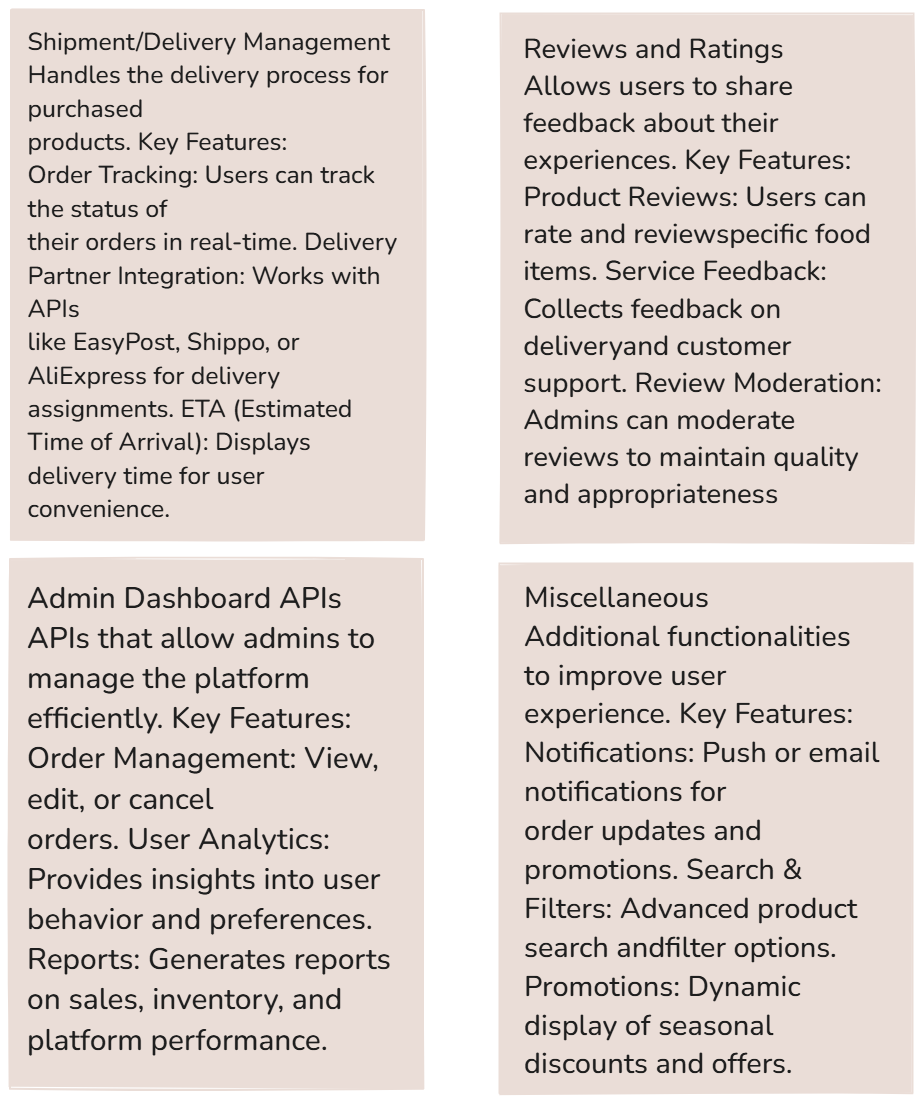 Shipment/Delivery Management
Handles the delivery process for
purchased
products. Key Features:
Order Tracking: Users can track
the status of
their orders in real-time. Delivery
Partner Integration: Works with
APIs
like EasyPost, Shippo, or
AliExpress for delivery
assignments. ETA (Estimated
Time of Arrival): Displays
delivery time for user
convenience.
Reviews and Ratings
Allows users to share
feedback about their
experiences. Key Features:
Product Reviews: Users can
rate and reviewspecific food
items. Service Feedback:
Collects feedback on
deliveryand customer
support. Review Moderation:
Admins can moderate
reviews to maintain quality
and appropriateness
Admin Dashboard APIs
APIs that allow admins to
manage the platform
efficiently. Key Features:
Order Management: View,
edit, or cancel
orders. User Analytics:
Provides insights into user
behavior and preferences.
Reports: Generates reports
on sales, inventory, and
platform performance.
Miscellaneous
Additional functionalities
to improve user
experience. Key Features:
Notifications: Push or email
notifications for
order updates and
promotions. Search &
Filters: Advanced product
search andfilter options.
Promotions: Dynamic
display of seasonal
discounts and offers.